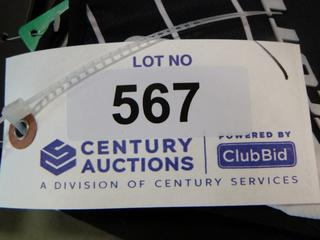 LOT NO
567
CENTURY
AUCTIONS
POWERED BY
ClubBid
A DIVISION OF CENTURY SERVICES